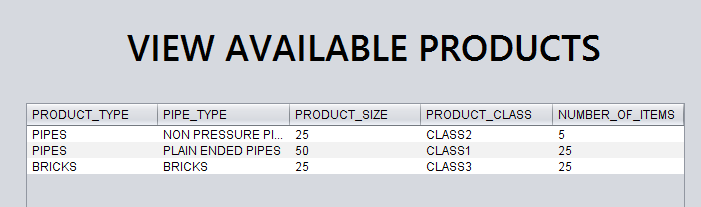 VIEW AVAILABLE PRODUCTS
PRODUCT_TYPE PIPE_TYPE PRODUCT_SIZE PRODUCT_CLASS NUMBER_OF_ITEMS
PIPES NON PRESSURE PI... 25 CLASS2 5
PIPES PLAIN ENDED PIPES 50 CLASS1 25
BRICKS BRICKS 25 CLASS3 25